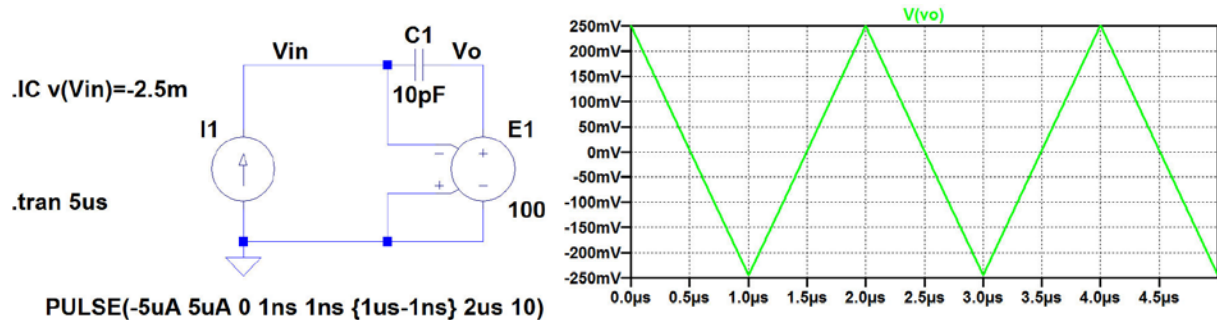 Vin
C1
Vo
.IC v(Vin)=-2.5m
10pF
I1
E1
−
+
+
−
.tran 5us
100
PULSE(-5uA 5uA 0 1ns 1ns {1us-1ns} 2us 10)
V(vo)
250mV
200mV
150mV
100mV
50mV
0mV
-50mV
-100mV
-150mV
-200mV
-250mV
0.0µs 0.5µs 1.0µs 1.5µs 2.0µs 2.5µs 3.0µs 3.5µs 4.0µs 4.5µs